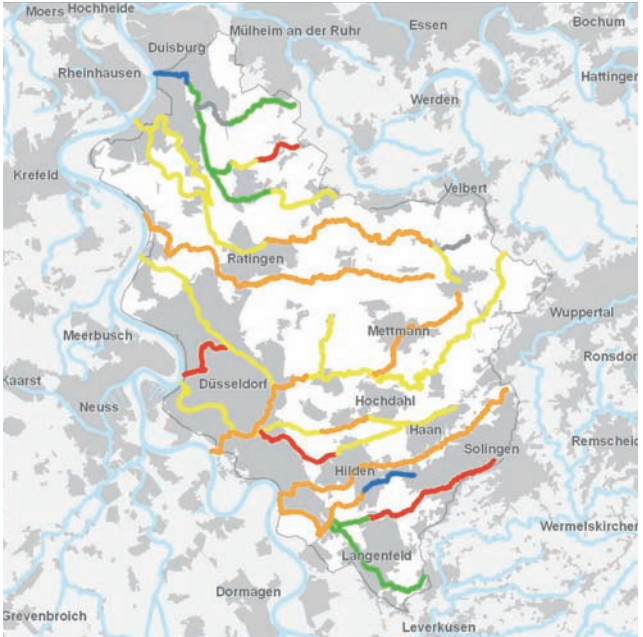 Moers Hochheide
Duisburg
Mülheim an der Ruhr
Essen
Bochum
Rheinhausen
Hattinger
Werden
Krefeld
Velbert
Ratingen
Wuppertal
Meerbusch
Mettmann
Ronsdor
Kaarst
Düsseldorf
Neuss
Hochdahl
Haan
Solingen
Remscheid
Hilden
Wermelskircher
Langenfeld
Dormagen
Grevenbroich
Leverkusen